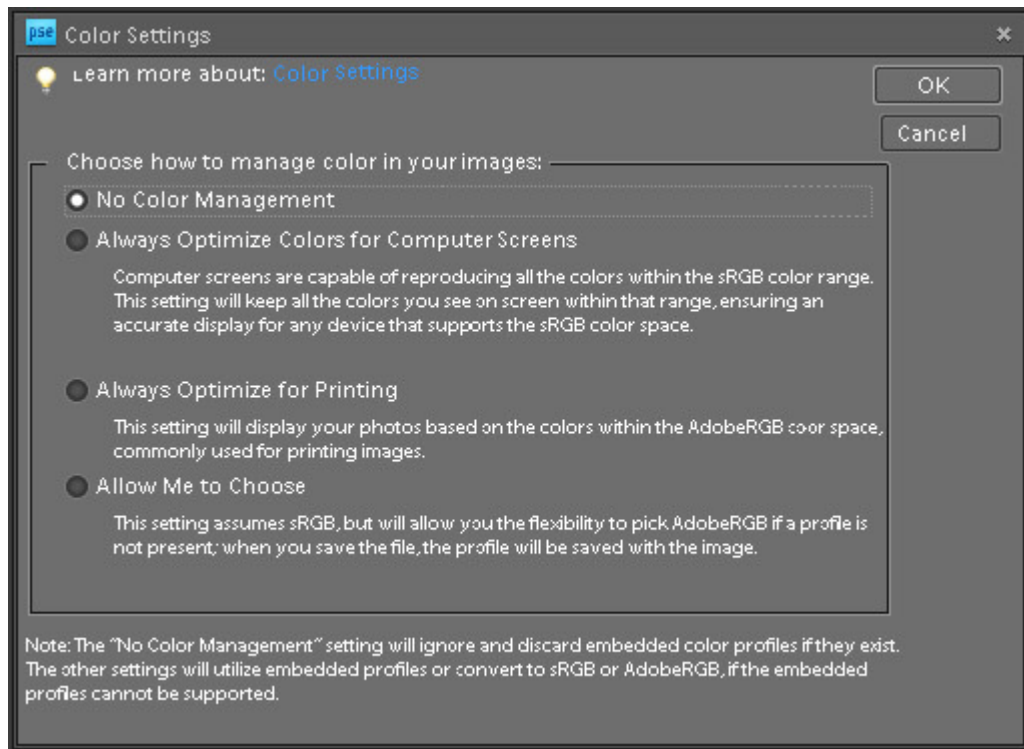 pse Color Settings
Learn more about: Color Settings
OK
Cancel
Choose how to manage color in your images:
No Color Management
Always Optimize Colors for Computer Screens
Computer screens are capable of reproducing all the colors within the sRGB color range.
This setting will keep all the colors you see on screen within that range, ensuring an
accurate display for any device that supports the sRGB color space.
Always Optimize for Printing
This setting will display your photos based on the colors within the AdobeRGB coor space,
commonly used for printing images.
Allow Me to Choose
This setting assumes sRGB, but will allow you the flexibility to pick AdobeRGB if a profile is
not present; when you save the file, the profile will be saved with the image.
Note: The "No Color Management" setting will ignore and discard embedded color profiles if they exist.
The other settings will utilize embedded profiles or convert to sRGB or AdobeRGB, if the embedded
profiles cannot be supported.